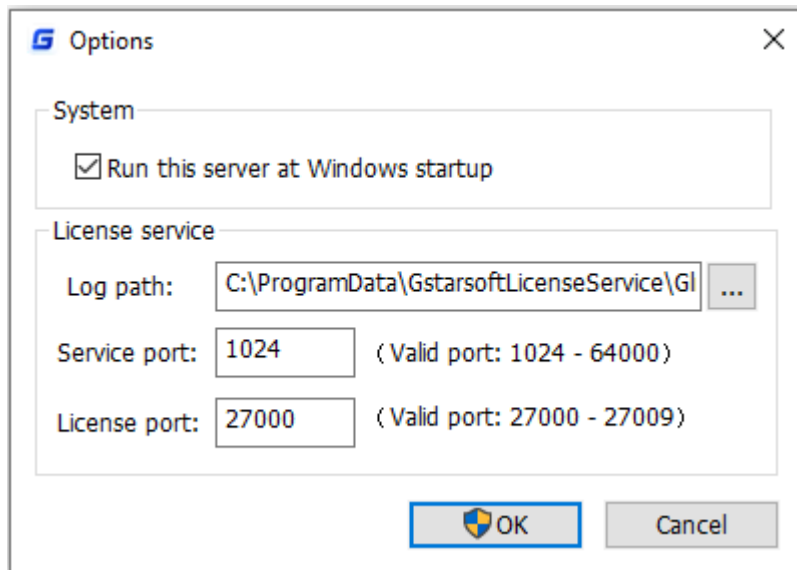 Options
System
Run this server at Windows startup
License service
Log path: C:\ProgramData\GstarsoftLicenseService\Gl ...
Service port: 1024 (Valid port: 1024 - 64000)
License port: 27000 (Valid port: 27000 - 27009)
OK Cancel